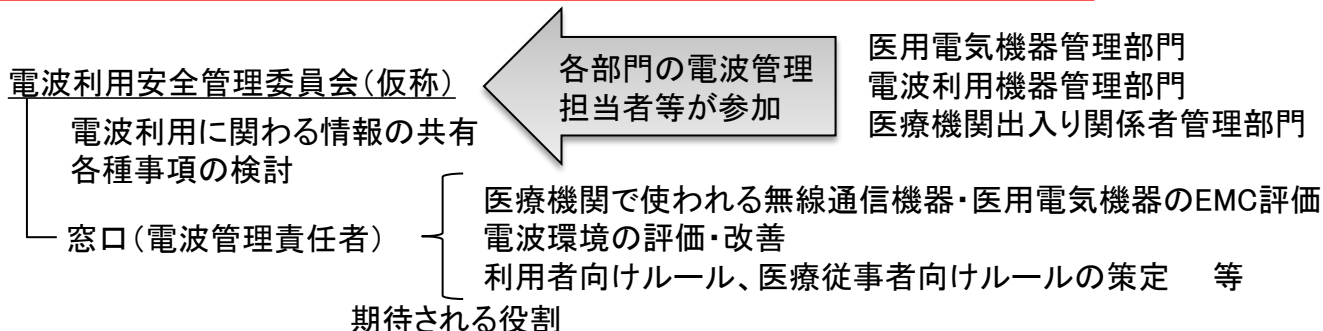 各部門の電波管理
担当者等が参加
医用電気機器管理部門
電波利用機器管理部門
医療機関出入り関係者管理部門
電波利用安全管理委員会(仮称)
電波利用に関わる情報の共有
各種事項の検討
窓口(電波管理責任者)
医療機関で使われる無線通信機器・医用電気機器のEMC評価
電波環境の評価・改善
利用者向けルール、医療従事者向けルールの策定 等
期待される役割